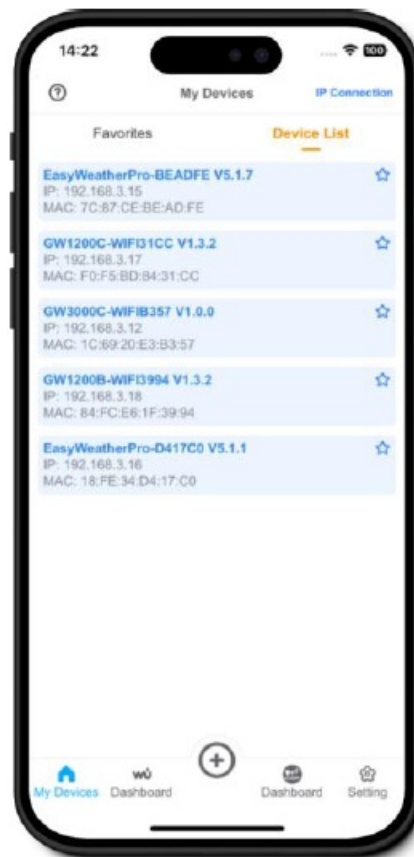 14:22
100
My Devices
IP Connection
Favorites
Device List
EasyWeatherPro-BEADFE V5.1.7
IP: 192.168.3.15
MAC: 7C:87:CE:BE:AD:FE
GW1200C-WIFI31CC V1.3.2
IP: 192.168.3.17
MAC: F0:F5:BD:84:31:CC
GW3000C-WIFIB357 V1.0.0
IP: 192.168.3.12
MAC: 1C:69:20:E3:B3:57
GW1200B-WIFI3994 V1.3.2
IP: 192.168.3.18
MAC: 84:FC:E6:1F:39:94
EasyWeatherPro-D417C0 V5.1.1
IP: 192.168.3.16
MAC: 18:FE:34:D4:17:C0
wu
My Devices Dashboard Dashboard Setting